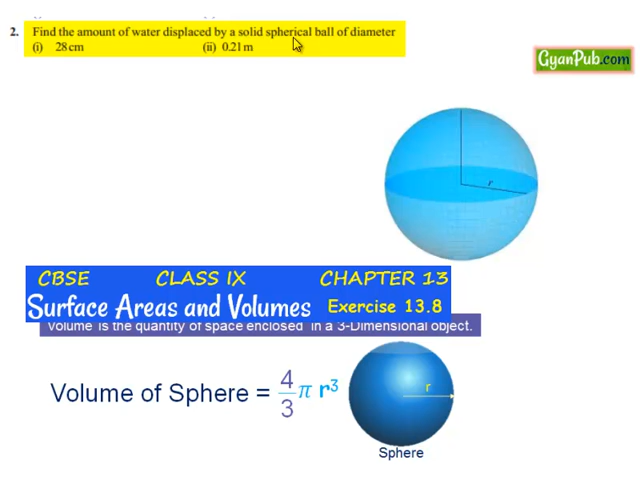 2. Find the amount of water displaced by a solid spherical ball of diameter
(i) 28 cm (ii) 0.21 m
GyanPub.com
r
CBSE CLASS IX CHAPTER 13
Surface Areas and Volumes Exercise 13.8
Volume is the quantity of space enclosed in a 3-Dimensional object.
Volume of Sphere = 4/3 π r³
r
Sphere